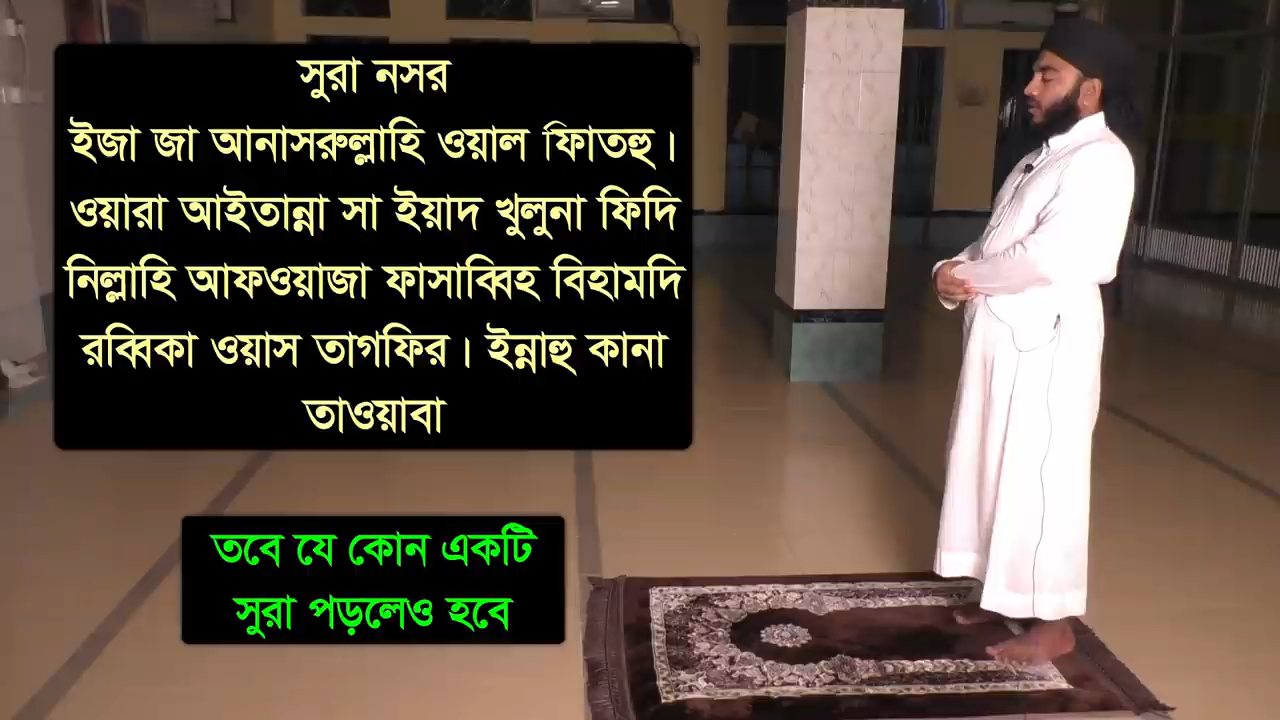 সুরা নসর
ইজা জা আনাসরুল্লাহি ওয়াল ফািতহু।
ওয়ারা আইতান্না সা ইয়াদ খুলুনা ফিদি
নিল্লাহি আফওয়াজা ফাসাব্বিহ বিহামদি
রব্বিকা ওয়াস তাগফির। ইন্নাহু কানা
তাওয়াবা
তবে যে কোন একটি
সুরা পড়লেও হবে